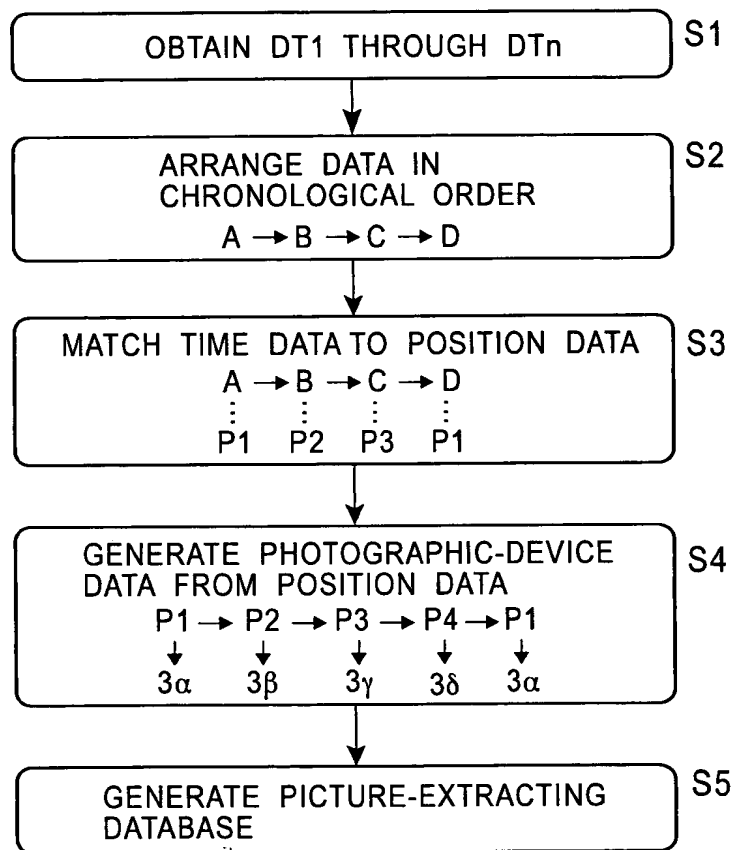 OBTAIN DT1 THROUGH DTn S1
ARRANGE DATA IN S2
CHRONOLOGICAL ORDER
A → B → C → D
MATCH TIME DATA TO POSITION DATA S3
A → B → C → D
P1 P2 P3 P1
GENERATE PHOTOGRAPHIC-DEVICE S4
DATA FROM POSITION DATA
P1 → P2 → P3 → P4 → P1
3α 3β 3γ 3δ 3α
GENERATE PICTURE-EXTRACTING S5
DATABASE